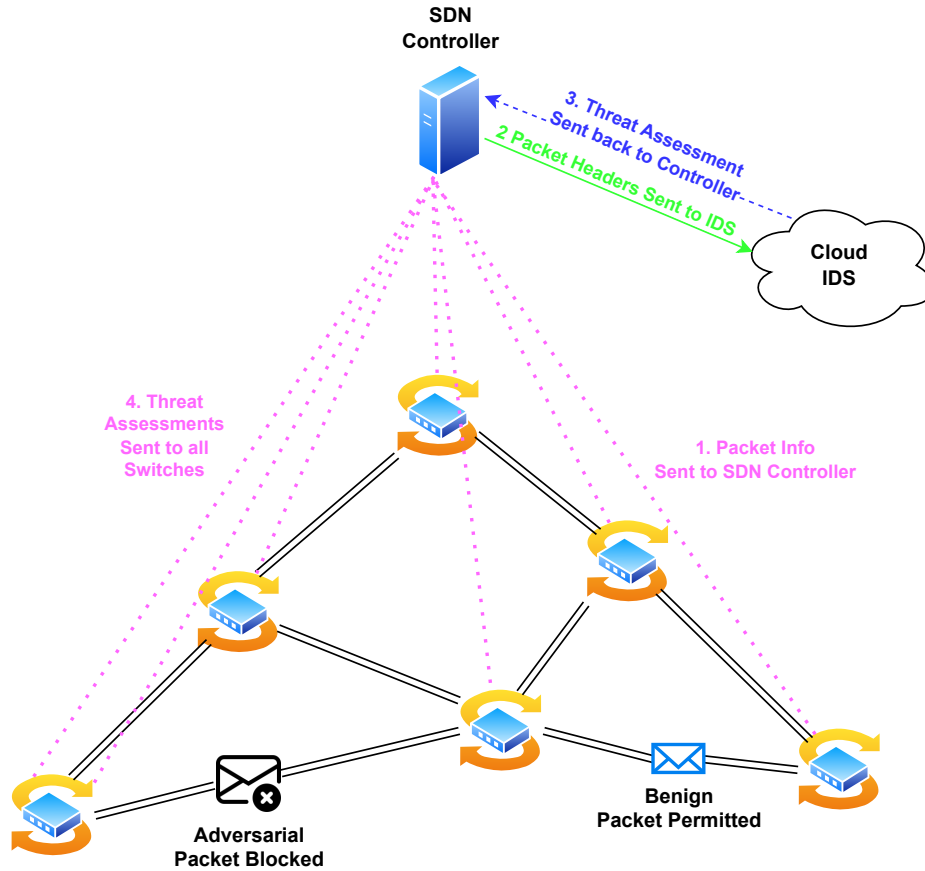 SDN
Controller
3. Threat Assessment
Sent back to Controller
2 Packet Headers Sent to IDS
Cloud
IDS
4. Threat
Assessments
Sent to all
Switches
1. Packet Info
Sent to SDN Controller
Adversarial
Packet Blocked
Benign
Packet Permitted